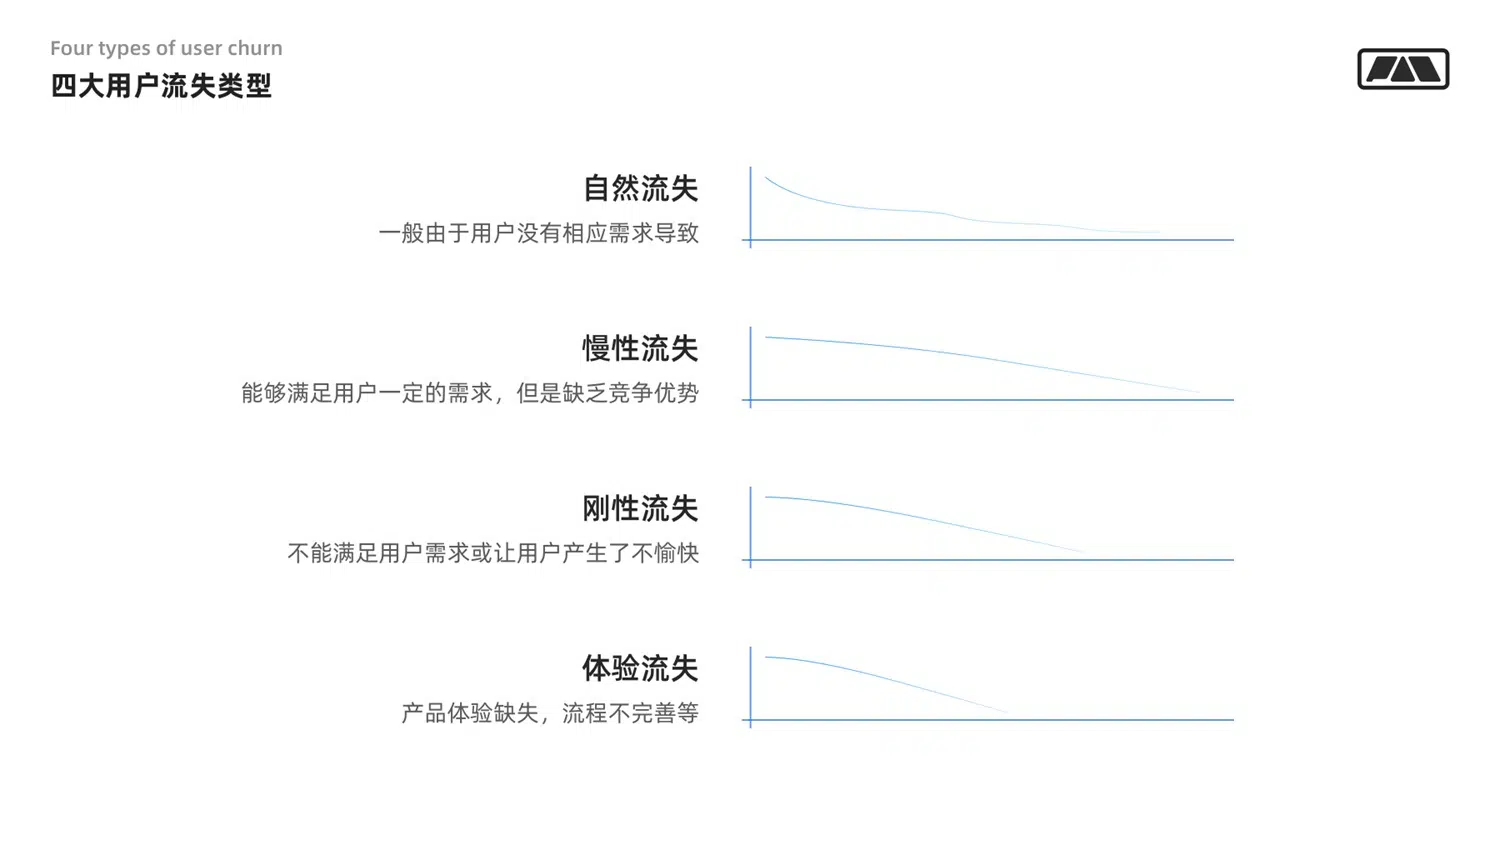 Four types of user churn
四大用户流失类型
自然流失
一般由于用户没有相应需求导致
慢性流失
能够满足用户一定的需求，但是缺乏竞争优势
刚性流失
不能满足用户需求或让用户产生了不愉快
体验流失
产品体验缺失，流程不完善等